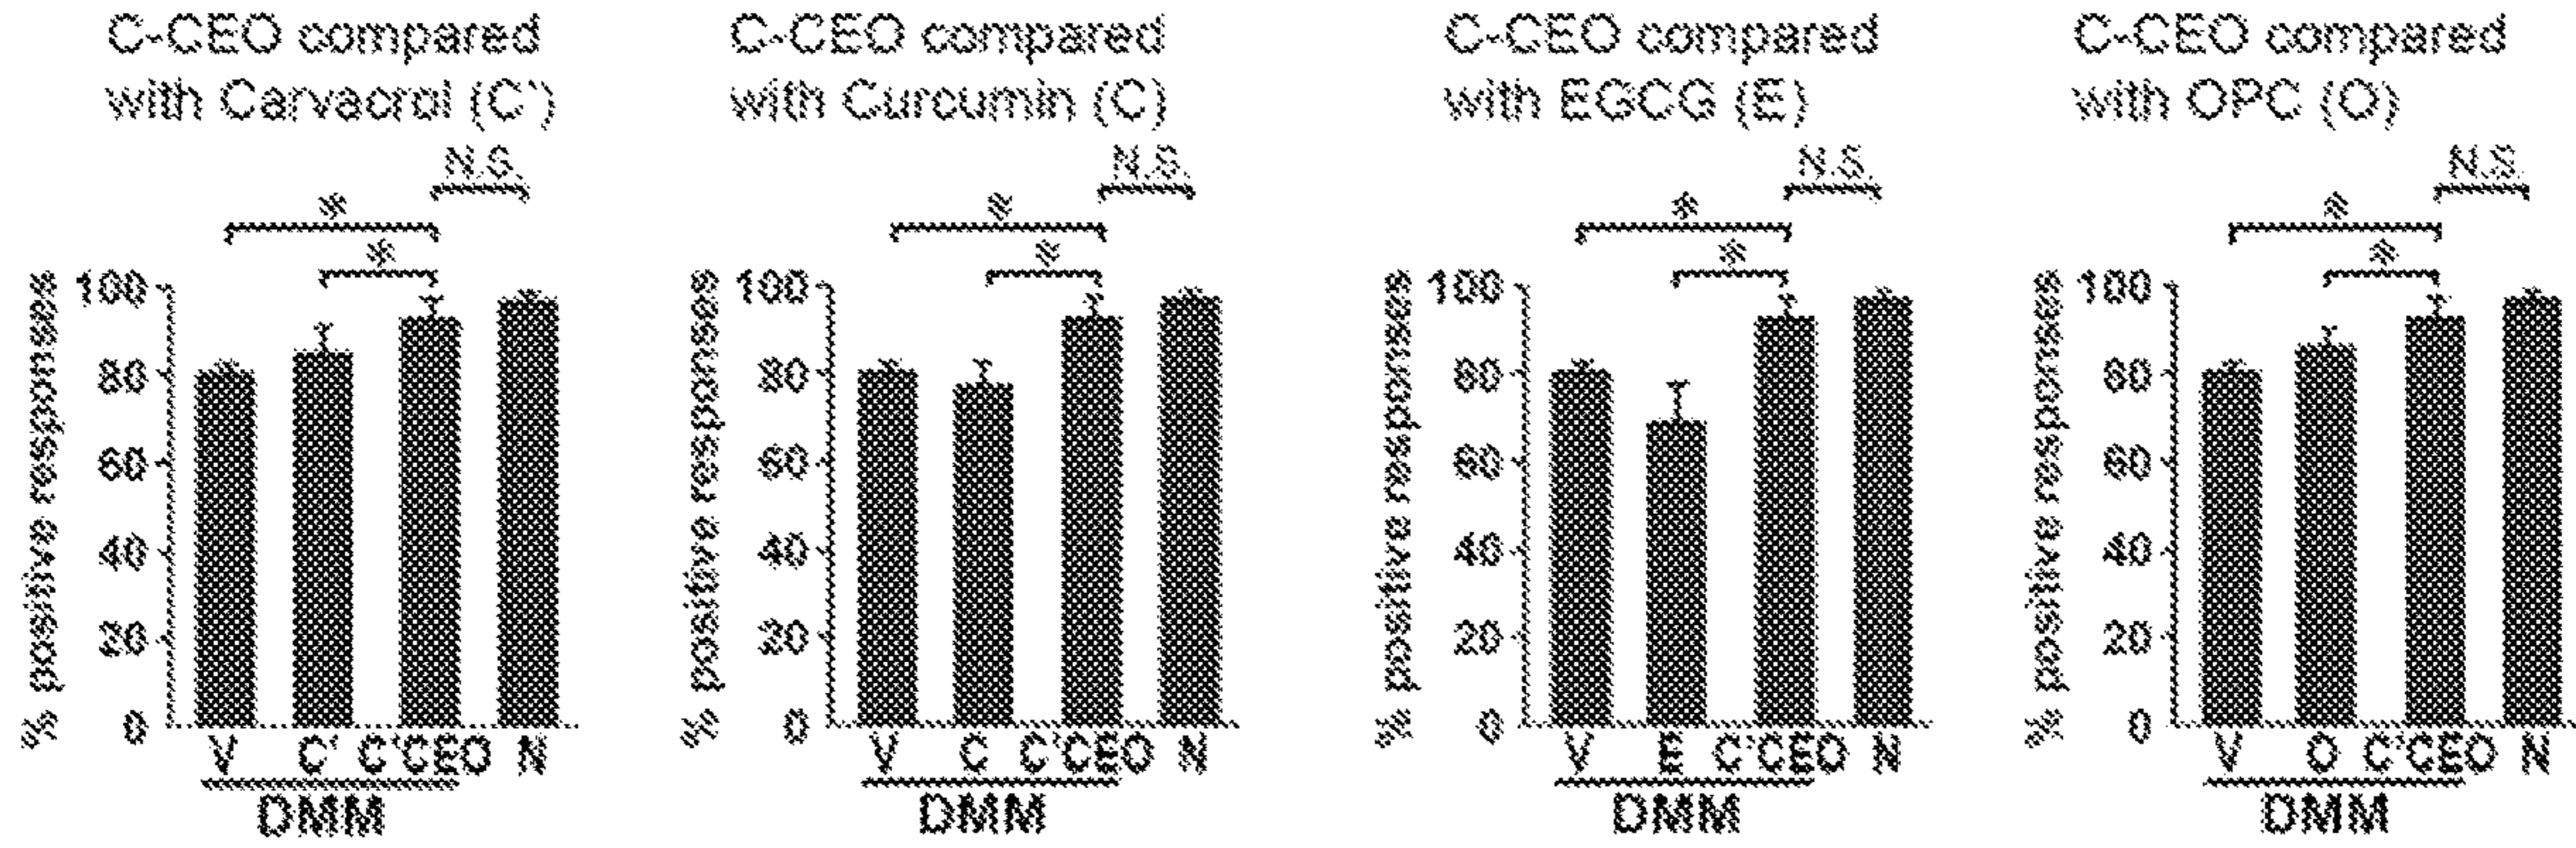 C-CEO compared
with Carvacrol (C')
N.S.
*
*
% positive responses
100
80
60
40
20
0
V C' C'CEO N
DMM
C-CEO compared
with Curcumin (C)
N.S.
*
*
% positive responses
100
80
60
40
20
0
V C C'CEO N
DMM
C-CEO compared
with EGCG (E)
N.S.
*
*
% positive responses
100
80
60
40
20
0
V E C'CEO N
DMM
C-CEO compared
with OPC (O)
N.S.
*
*
% positive responses
100
80
60
40
20
0
V O C'CEO N
DMM